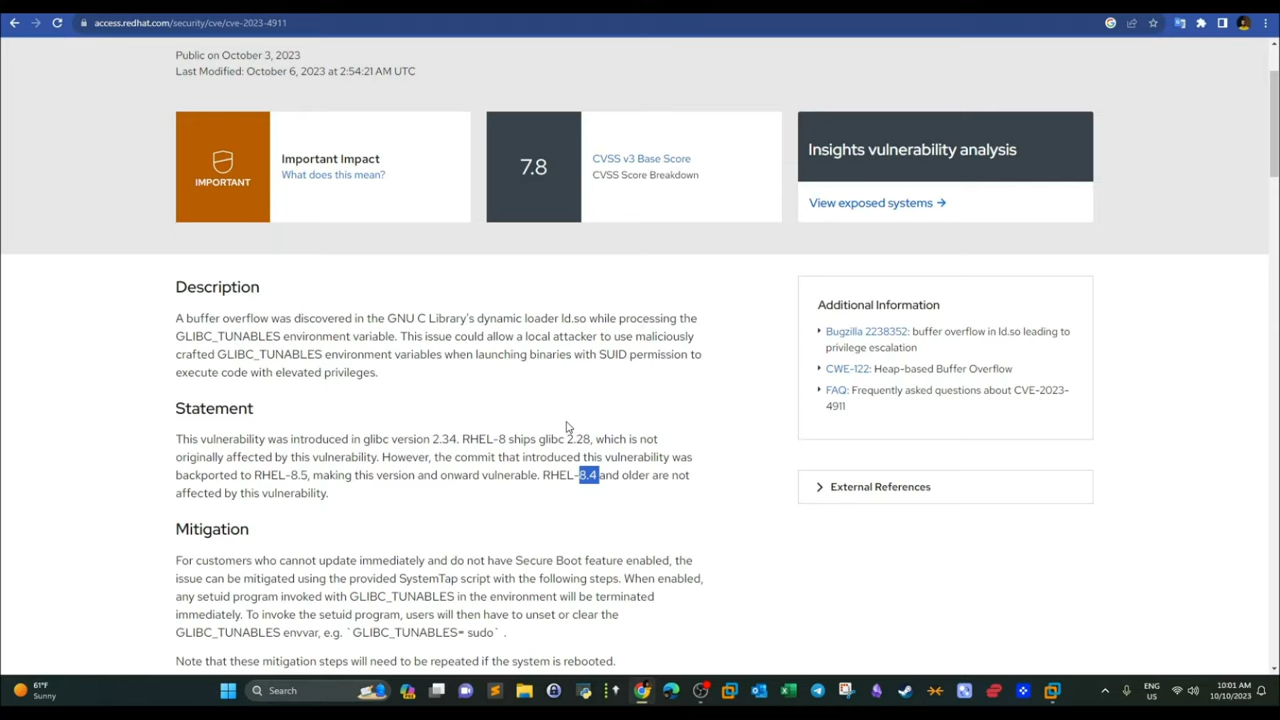 access.redhat.com/security/cve/cve-2023-4911
Public on October 3, 2023
Last Modified: October 6, 2023 at 2:54:21 AM UTC
IMPORTANT
Important Impact
What does this mean?
7.8
CVSS v3 Base Score
CVSS Score Breakdown
Insights vulnerability analysis
View exposed systems →
Description
A buffer overflow was discovered in the GNU C Library's dynamic loader ld.so while processing the
GLIBC_TUNABLES environment variable. This issue could allow a local attacker to use maliciously
crafted GLIBC_TUNABLES environment variables when launching binaries with SUID permission to
execute code with elevated privileges.
Statement
This vulnerability was introduced in glibc version 2.34. RHEL-8 ships glibc 2.28, which is not
originally affected by this vulnerability. However, the commit that introduced this vulnerability was
backported to RHEL-8.5, making this version and onward vulnerable. RHEL-8.4 and older are not
affected by this vulnerability.
Mitigation
For customers who cannot update immediately and do not have Secure Boot feature enabled, the
issue can be mitigated using the provided SystemTap script with the following steps. When enabled,
any setuid program invoked with GLIBC_TUNABLES in the environment will be terminated
immediately. To invoke the setuid program, users will then have to unset or clear the
GLIBC_TUNABLES envvar, e.g. `GLIBC_TUNABLES= sudo` .
Note that these mitigation steps will need to be repeated if the system is rebooted.
Additional Information
Bugzilla 2238352: buffer overflow in ld.so leading to
privilege escalation
CWE-122: Heap-based Buffer Overflow
FAQ: Frequently asked questions about CVE-2023-
4911
External References
61°F
Sunny
Search
ENG
US
10:01 AM
10/10/2023